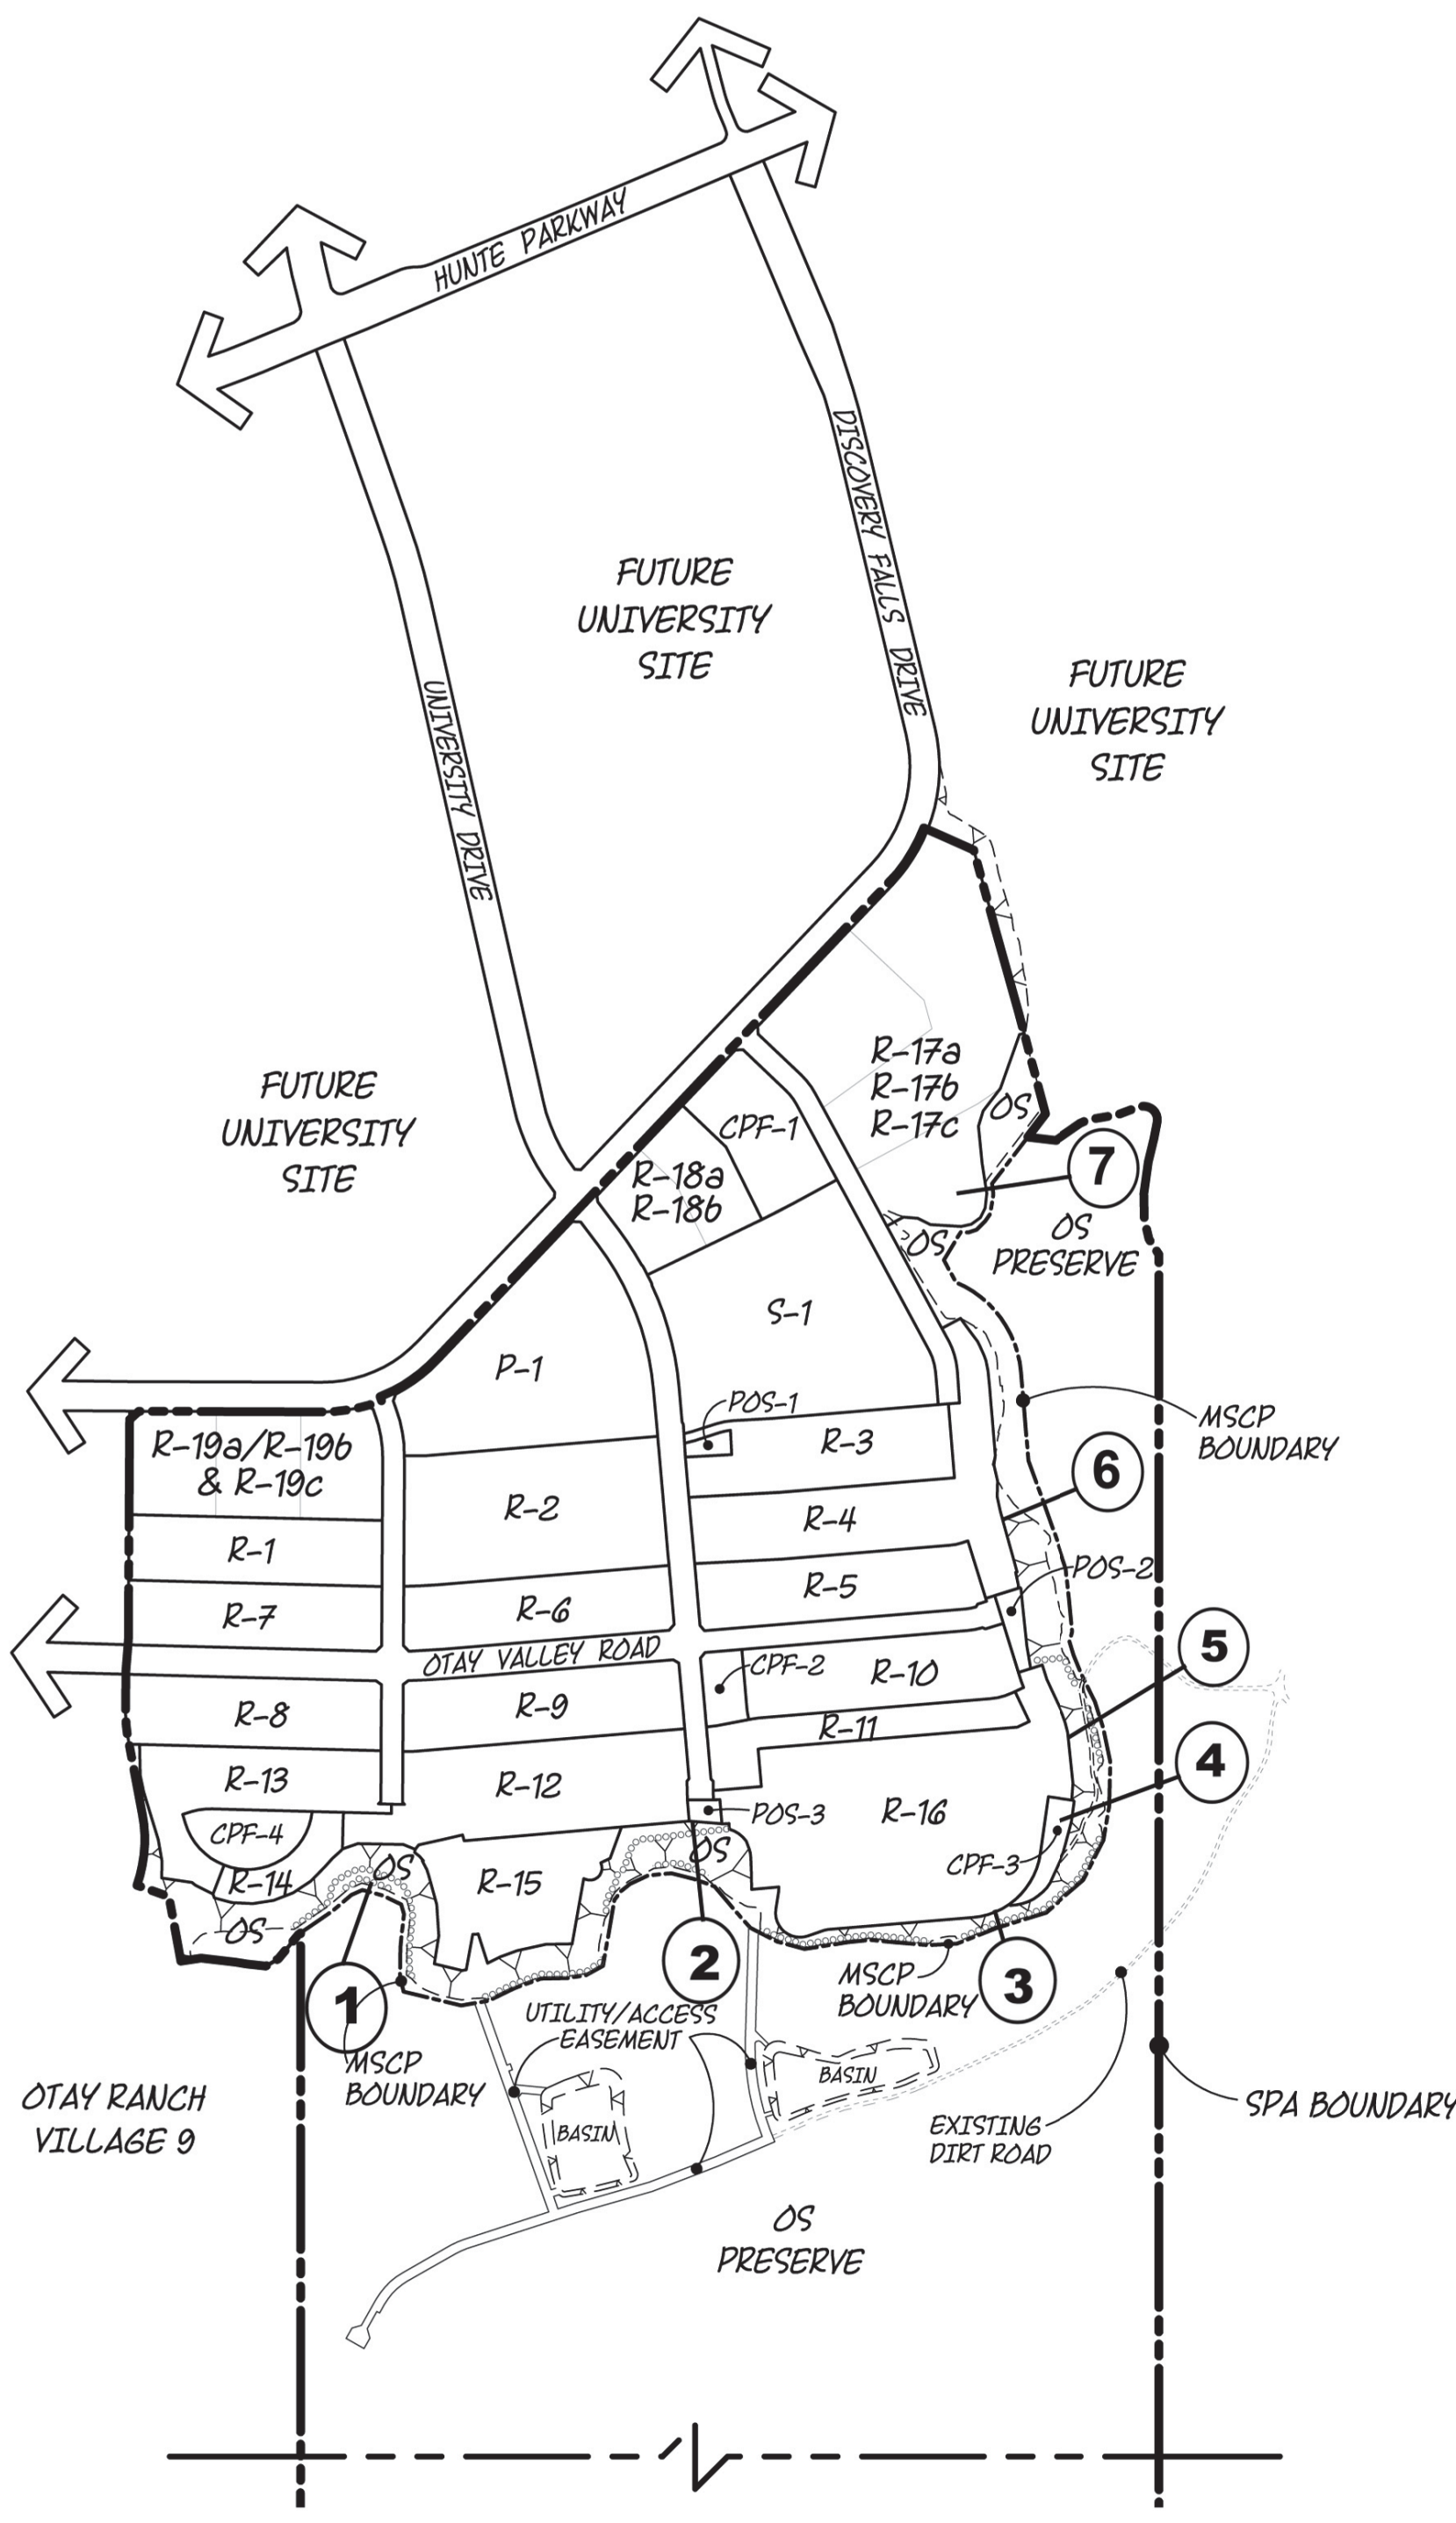 HUNTE PARKWAY
DISCOVERY FALLS DRIVE
FUTURE
UNIVERSITY
SITE
FUTURE
UNIVERSITY
SITE
UNIVERSITY DRIVE
FUTURE
UNIVERSITY
SITE
R-17a
R-17b
R-17c
OS
CPF-1
7
R-18a
R-18b
OS
PRESERVE
OS
S-1
P-1
POS-1
MSCP
BOUNDARY
R-19a/R-19b
& R-19c
R-3
6
R-2
R-4
R-1
POS-2
R-5
R-7
R-6
5
OTAY VALLEY ROAD
CPF-2
R-10
R-8
R-9
R-11
4
R-13
R-12
POS-3
R-16
CPF-4
OS
OS
CPF-3
R-14
R-15
OS
2
MSCP
BOUNDARY
3
1
UTILITY/ACCESS
EASEMENT
MSCP
BOUNDARY
BASIN
OTAY RANCH
VILLAGE 9
BASIN
SPA BOUNDARY
EXISTING
DIRT ROAD
OS
PRESERVE